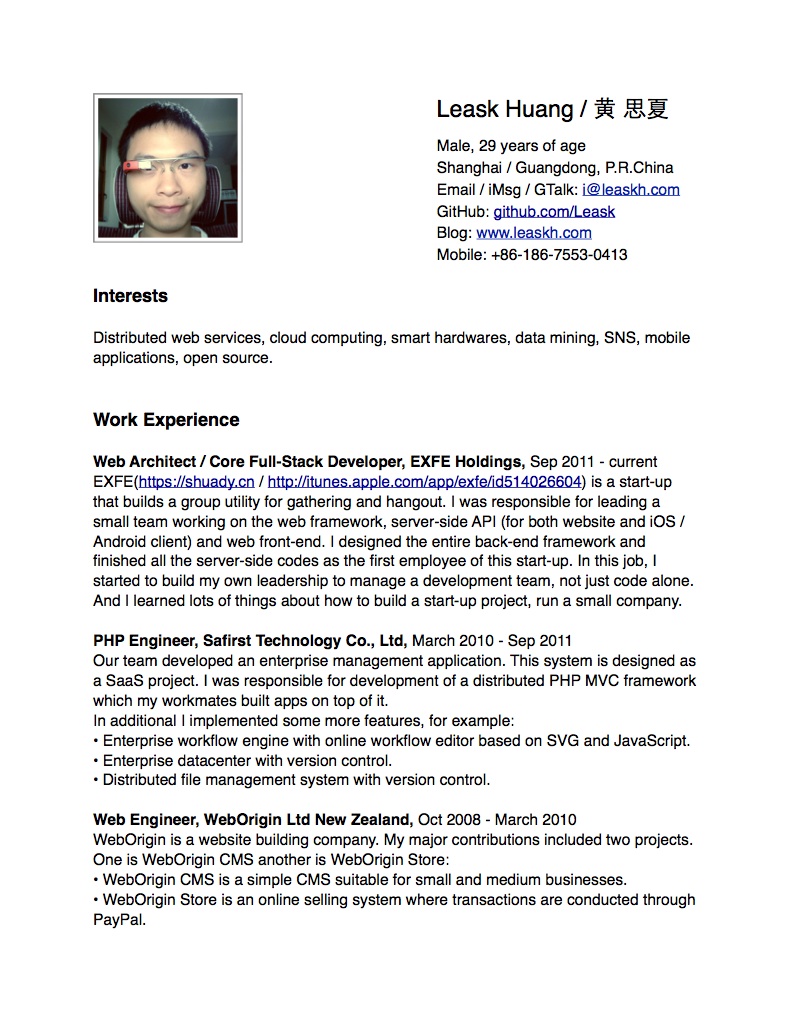 Leask Huang / 黄 思夏
Male, 29 years of age
Shanghai / Guangdong, P.R.China
Email / iMsg / GTalk: i@leaskh.com
GitHub: github.com/Leask
Blog: www.leaskh.com
Mobile: +86-186-7553-0413
Interests
Distributed web services, cloud computing, smart hardwares, data mining, SNS, mobile
applications, open source.
Work Experience
Web Architect / Core Full-Stack Developer, EXFE Holdings, Sep 2011 - current
EXFE(https://shuady.cn / http://itunes.apple.com/app/exfe/id514026604) is a start-up
that builds a group utility for gathering and hangout. I was responsible for leading a
small team working on the web framework, server-side API (for both website and iOS /
Android client) and web front-end. I designed the entire back-end framework and
finished all the server-side codes as the first employee of this start-up. In this job, I
started to build my own leadership to manage a development team, not just code alone.
And I learned lots of things about how to build a start-up project, run a small company.
PHP Engineer, Safirst Technology Co., Ltd, March 2010 - Sep 2011
Our team developed an enterprise management application. This system is designed as
a SaaS project. I was responsible for development of a distributed PHP MVC framework
which my workmates built apps on top of it.
In additional I implemented some more features, for example:
• Enterprise workflow engine with online workflow editor based on SVG and JavaScript.
• Enterprise datacenter with version control.
• Distributed file management system with version control.
Web Engineer, WebOrigin Ltd New Zealand, Oct 2008 - March 2010
WebOrigin is a website building company. My major contributions included two projects.
One is WebOrigin CMS another is WebOrigin Store:
• WebOrigin CMS is a simple CMS suitable for small and medium businesses.
• WebOrigin Store is an online selling system where transactions are conducted through
PayPal.